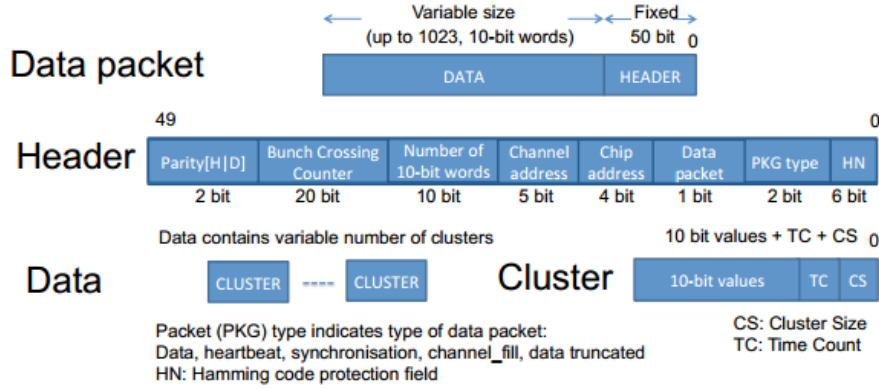 Variable size Fixed
(up to 1023, 10-bit words) 50 bit 0
Data packet
DATA HEADER
49 0
Header
Parity[H|D] Bunch Crossing Counter Number of 10-bit words Channel address Chip address Data packet PKG type HN
2 bit 20 bit 10 bit 5 bit 4 bit 1 bit 2 bit 6 bit
Data contains variable number of clusters
10 bit values + TC + CS 0
Data
CLUSTER ---- CLUSTER
Cluster
10-bit values TC CS
Packet (PKG) type indicates type of data packet:
Data, heartbeat, synchronisation, channel_fill, data truncated
HN: Hamming code protection field
CS: Cluster Size
TC: Time Count